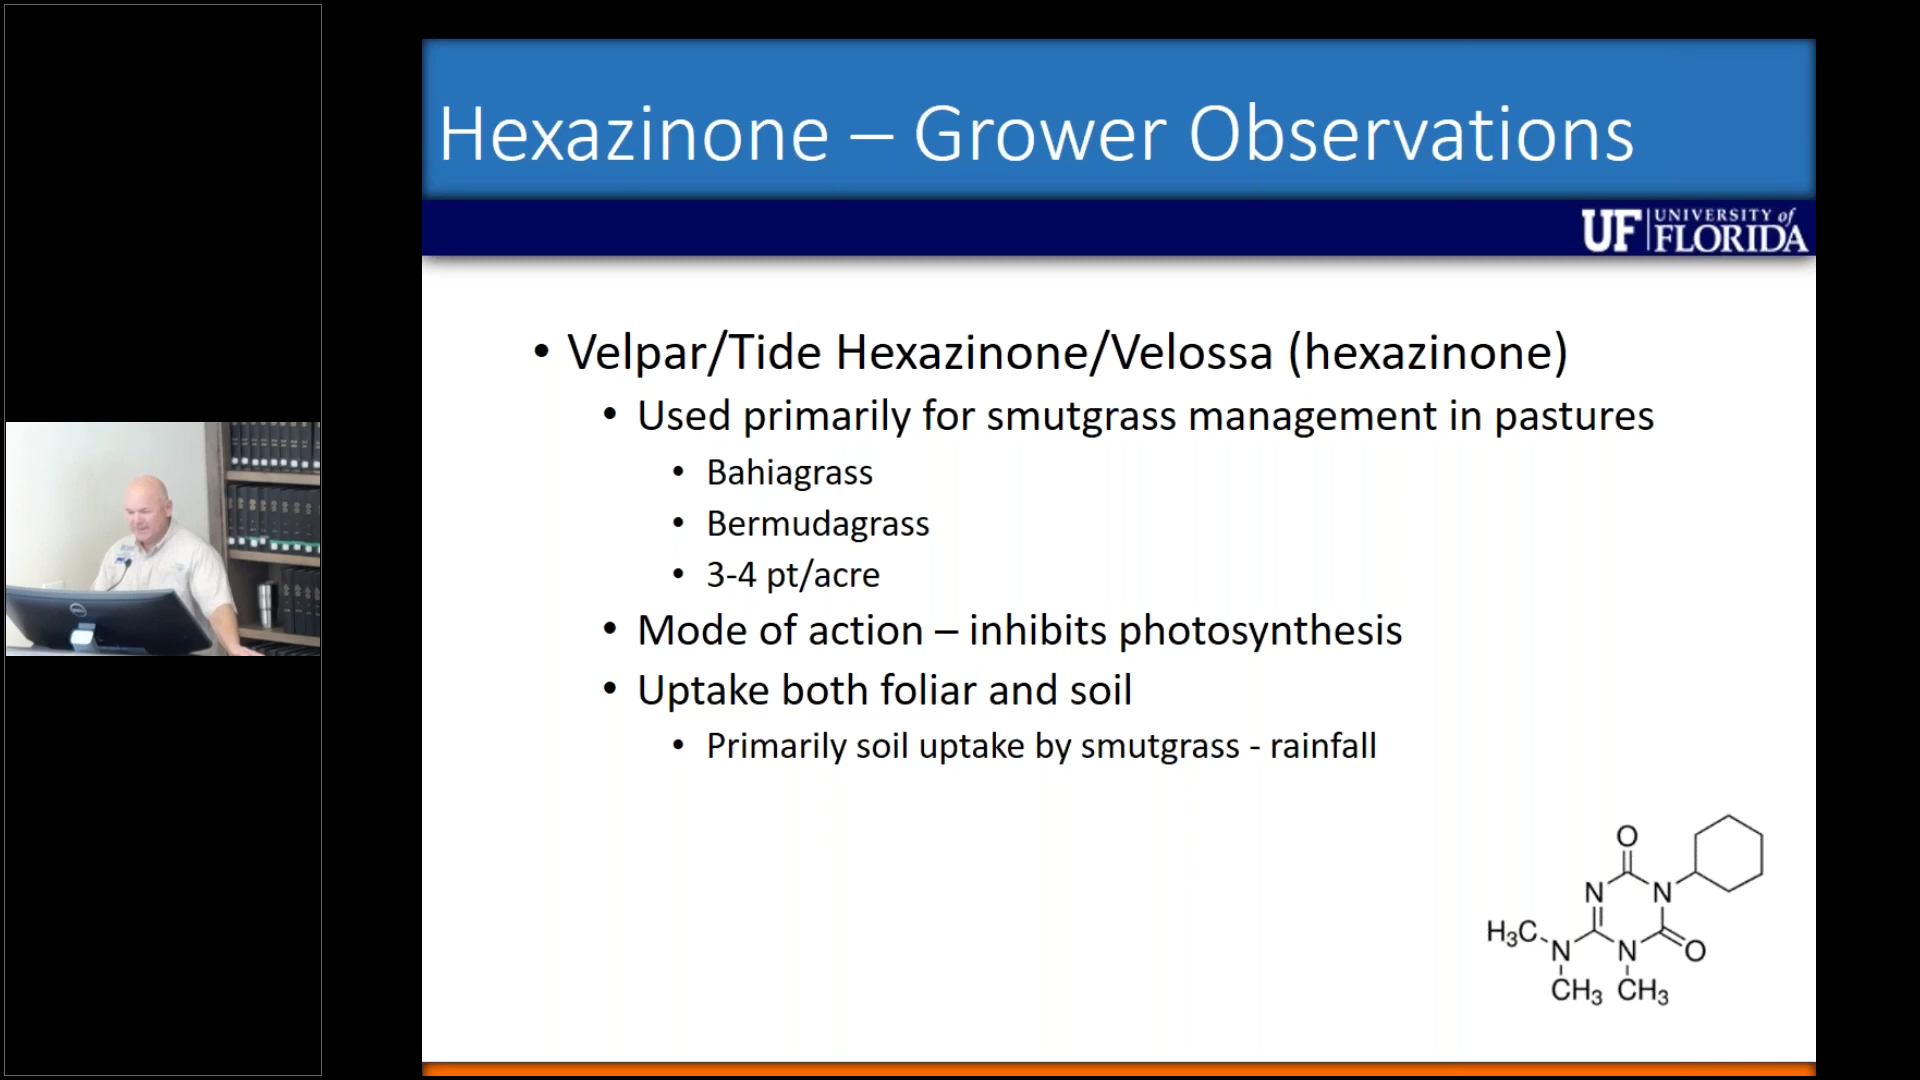 Hexazinone – Grower Observations
UF | UNIVERSITY of
FLORIDA
• Velpar/Tide Hexazinone/Velossa (hexazinone)
• Used primarily for smutgrass management in pastures
• Bahiagrass
• Bermudagrass
• 3-4 pt/acre
• Mode of action – inhibits photosynthesis
• Uptake both foliar and soil
• Primarily soil uptake by smutgrass - rainfall
O
N N
H₃C N N O
CH₃ CH₃